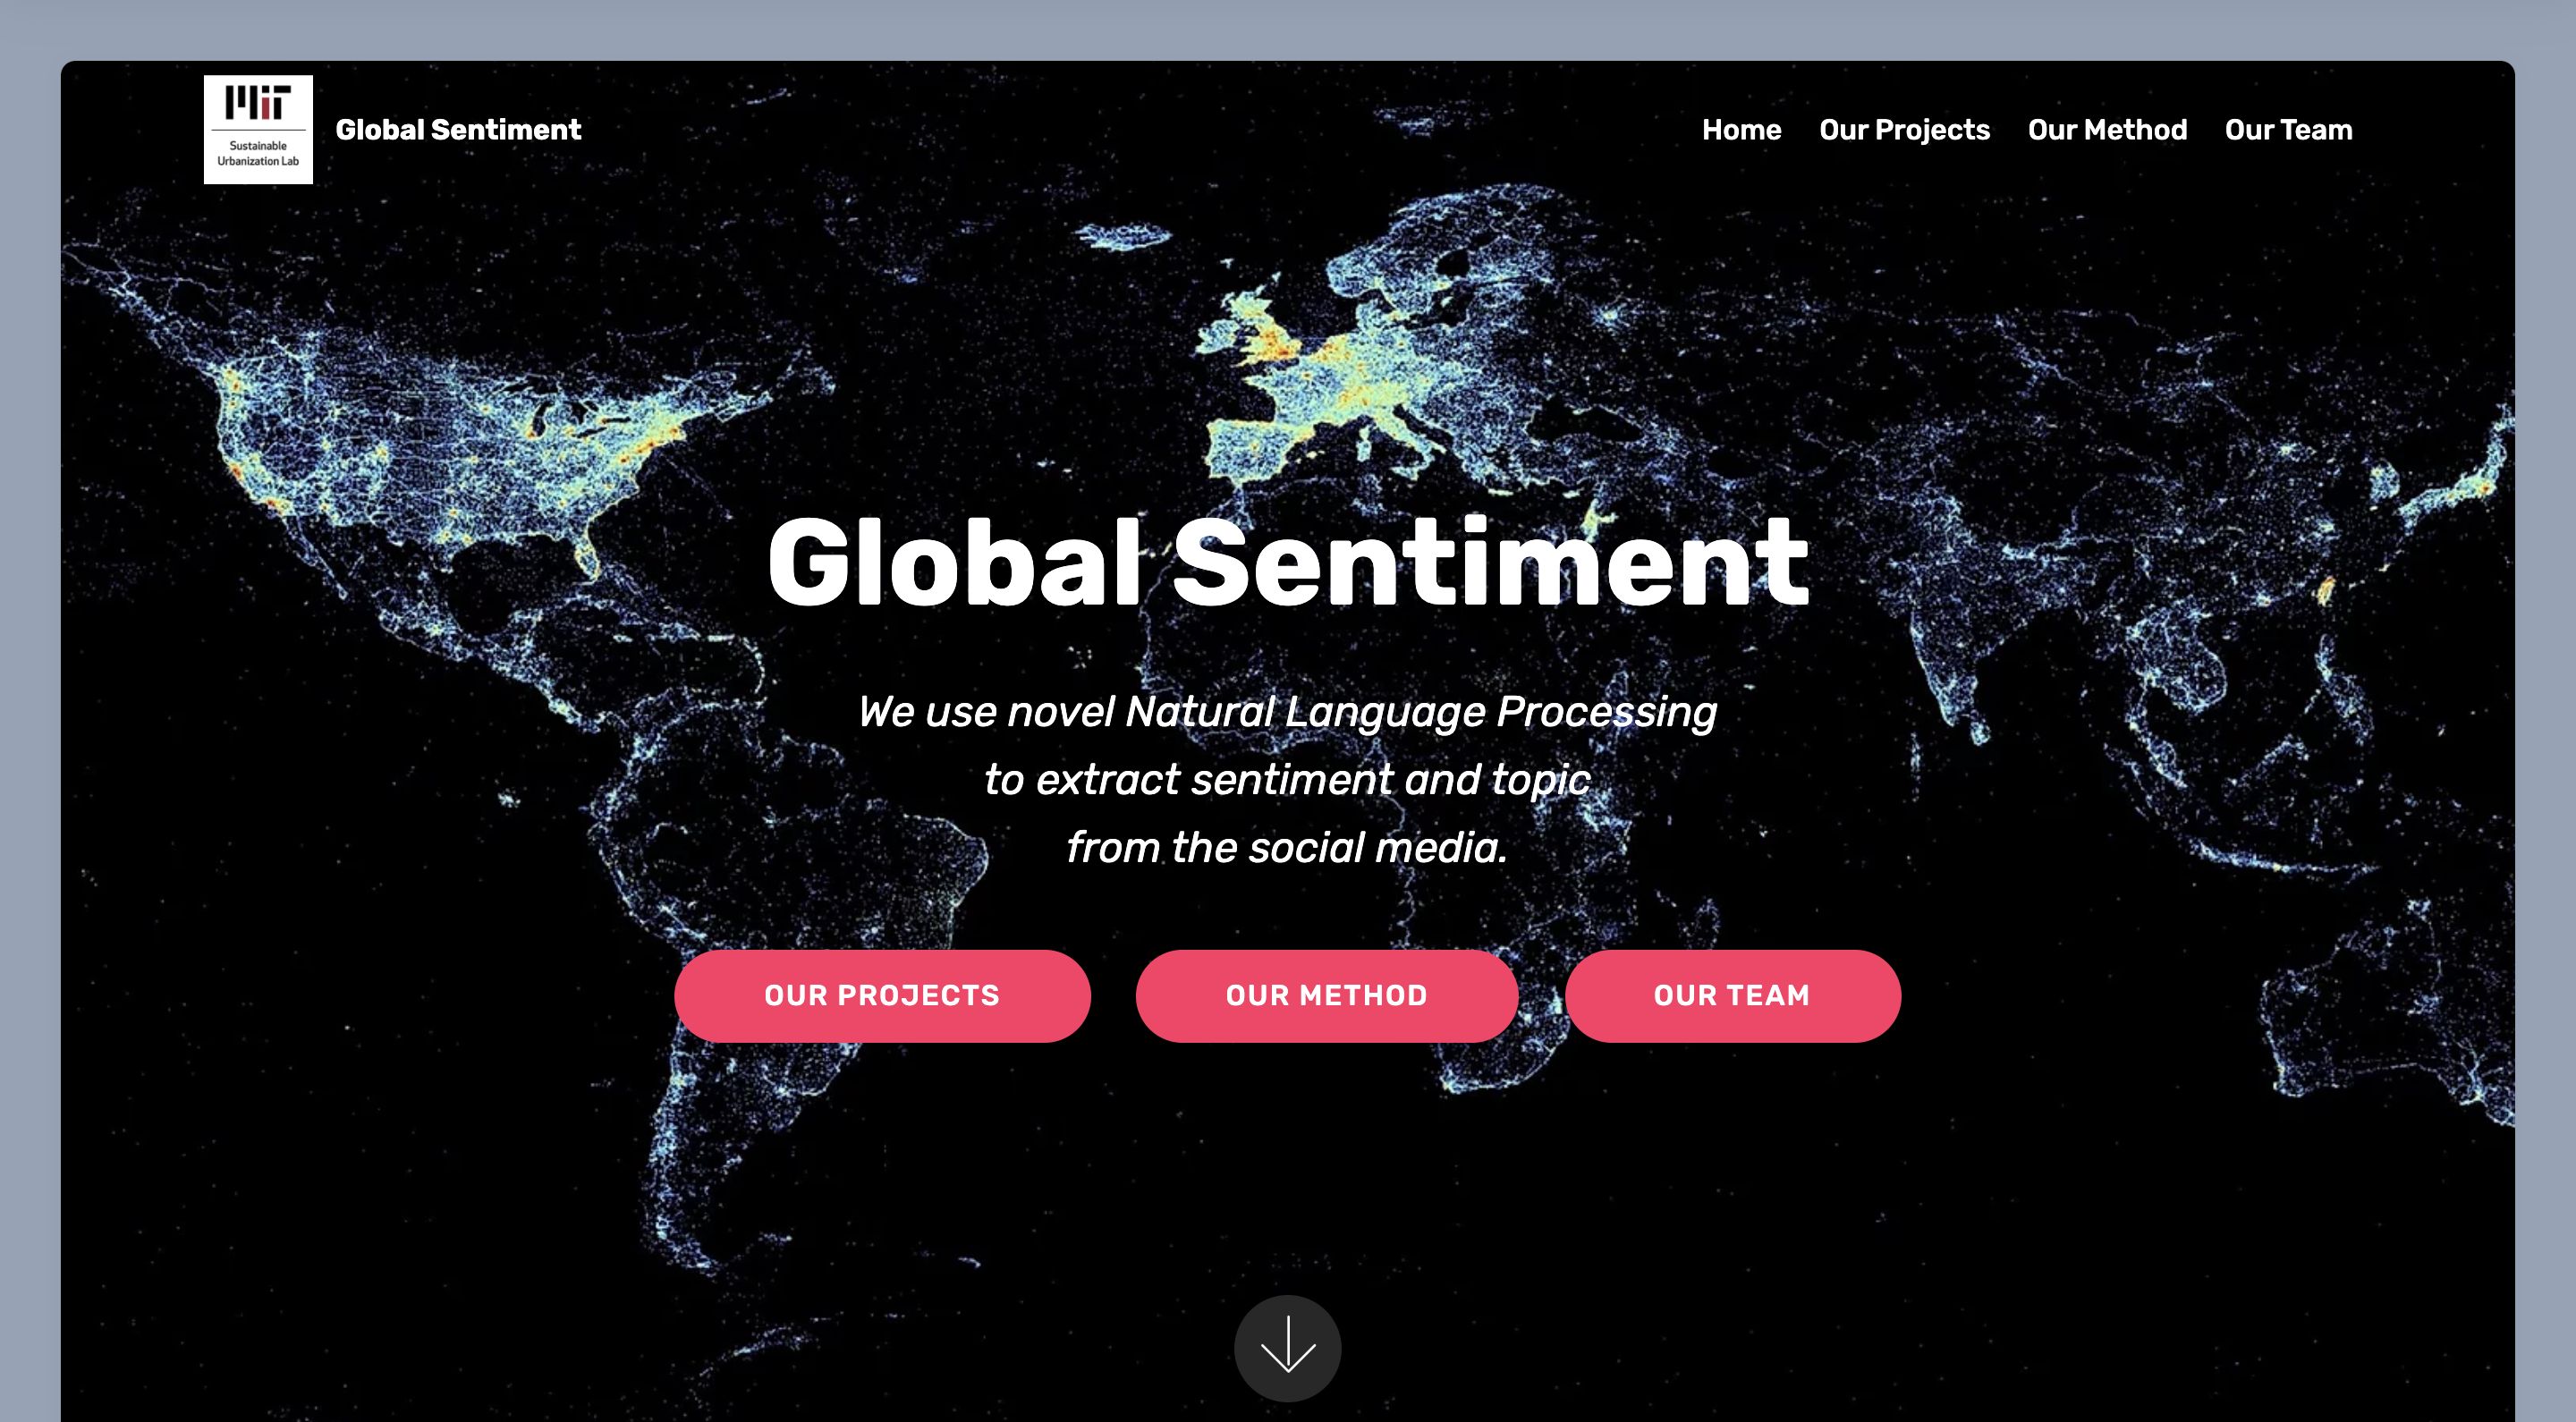 MIT
Sustainable
Urbanization Lab
Global Sentiment
Home
Our Projects
Our Method
Our Team
Global Sentiment
We use novel Natural Language Processing
to extract sentiment and topic
from the social media.
OUR PROJECTS
OUR METHOD
OUR TEAM